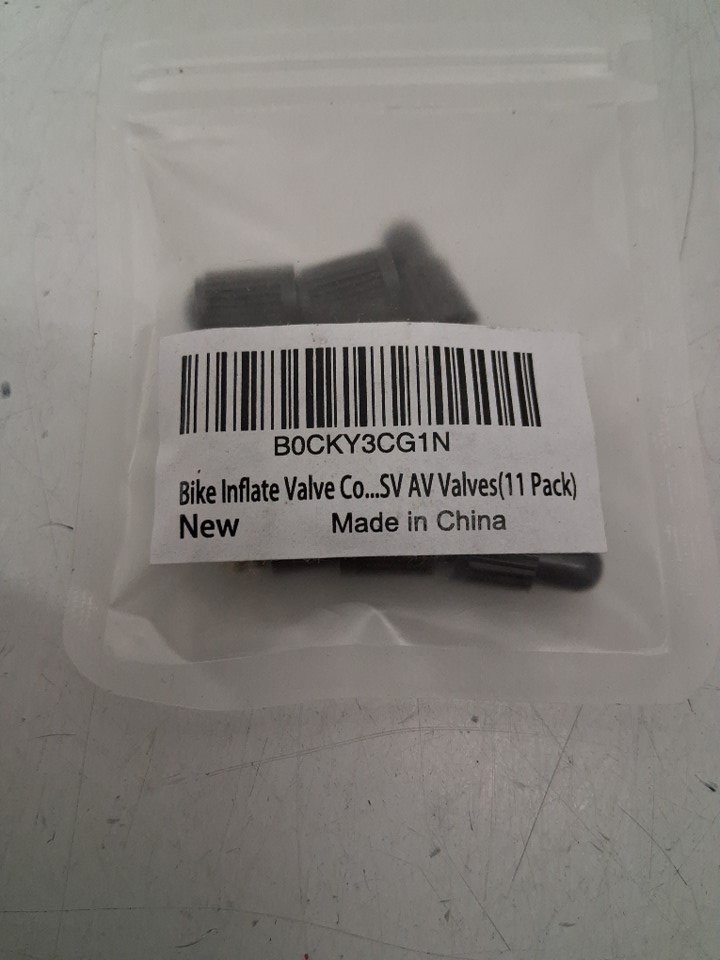 B0CKY3CG1N
Bike Inflate Valve Co...SV AV Valves(11 Pack)
New Made in China